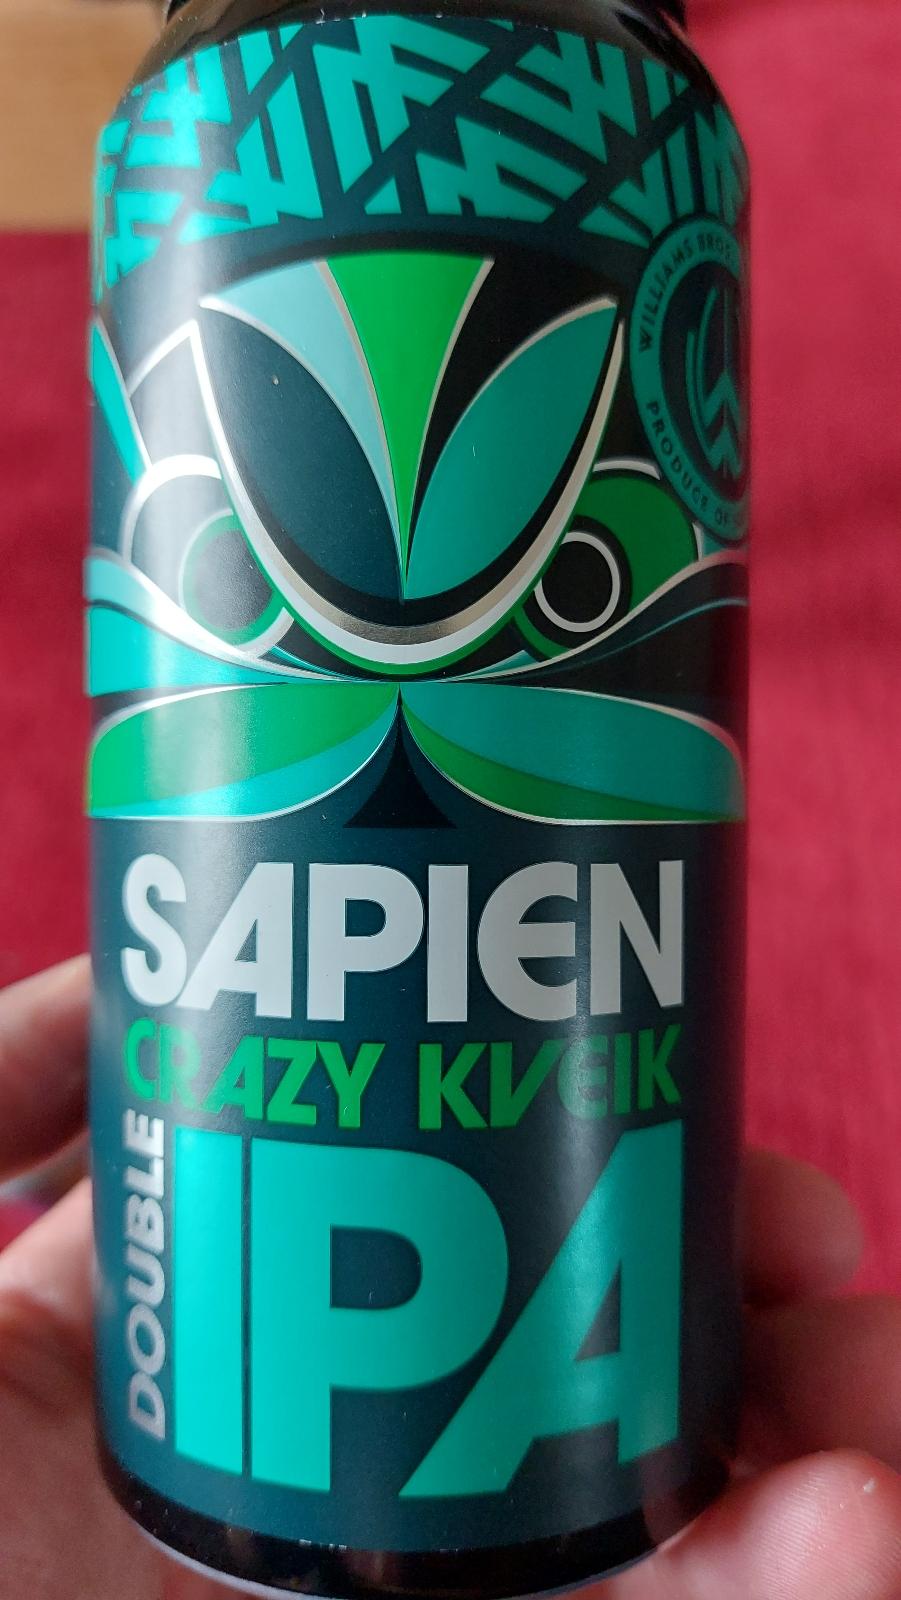 WILLIAMS BROS
PRODUCE OF
SAPIEN
CRAZY KVEIK
DOUBLE
IPA